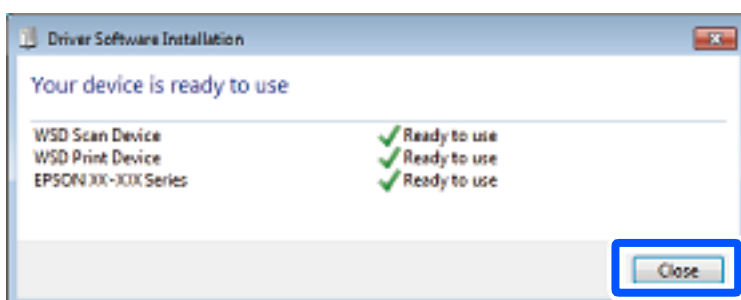 Driver Software Installation
Your device is ready to use
WSD Scan Device Ready to use
WSD Print Device Ready to use
EPSON XX-XXX Series Ready to use
Close